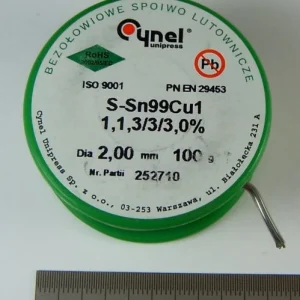 BEZOŁOWIOWE SPOIWO LUTOWNICZE
Cynel
unipress
RoHS
Pb
ISO 9001 PN EN 29453
S-Sn99Cu1
1,1,3/3/3,0%
Dia 2,00 mm 100 g
Nr. Partii 252710
Cynel Unipress Sp. z o.o., 03-253 Warszawa, ul. Białołęcka 231 A